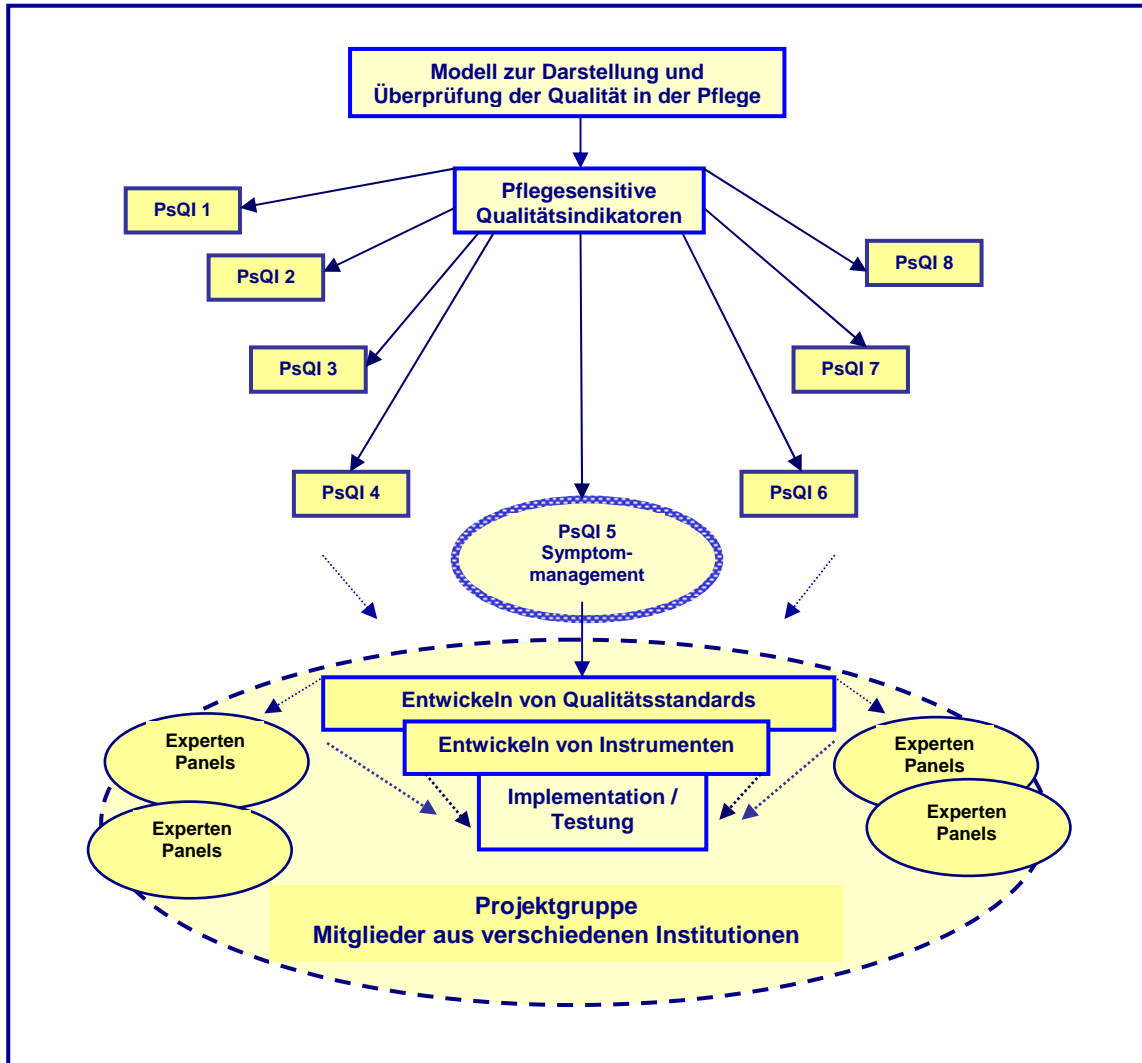 Modell zur Darstellung und
Überprüfung der Qualität in der Pflege
Pflegesensitive
Qualitätsindikatoren
PsQI 1
PsQI 2
PsQI 8
PsQI 3
PsQI 7
PsQI 4
PsQI 6
PsQI 5
Symptom-
management
Entwickeln von Qualitätsstandards
Entwickeln von Instrumenten
Implementation /
Testung
Experten
Panels
Experten
Panels
Experten
Panels
Experten
Panels
Projektgruppe
Mitglieder aus verschiedenen Institutionen